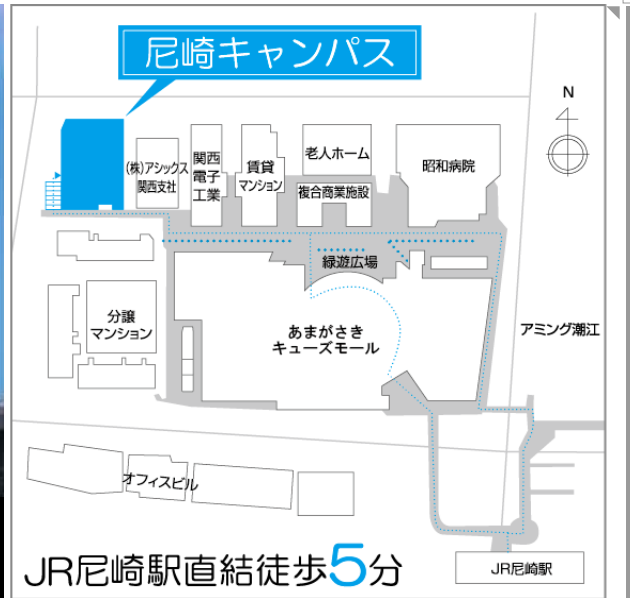 尼崎キャンパス
N
(株)アシックス
関西支社
関西
電子
工業
賃貸
マンション
老人ホーム
複合商業施設
昭和病院
緑遊広場
分譲
マンション
あまがさき
キューズモール
アミング潮江
オフィスビル
JR尼崎駅直結徒歩5分
JR尼崎駅